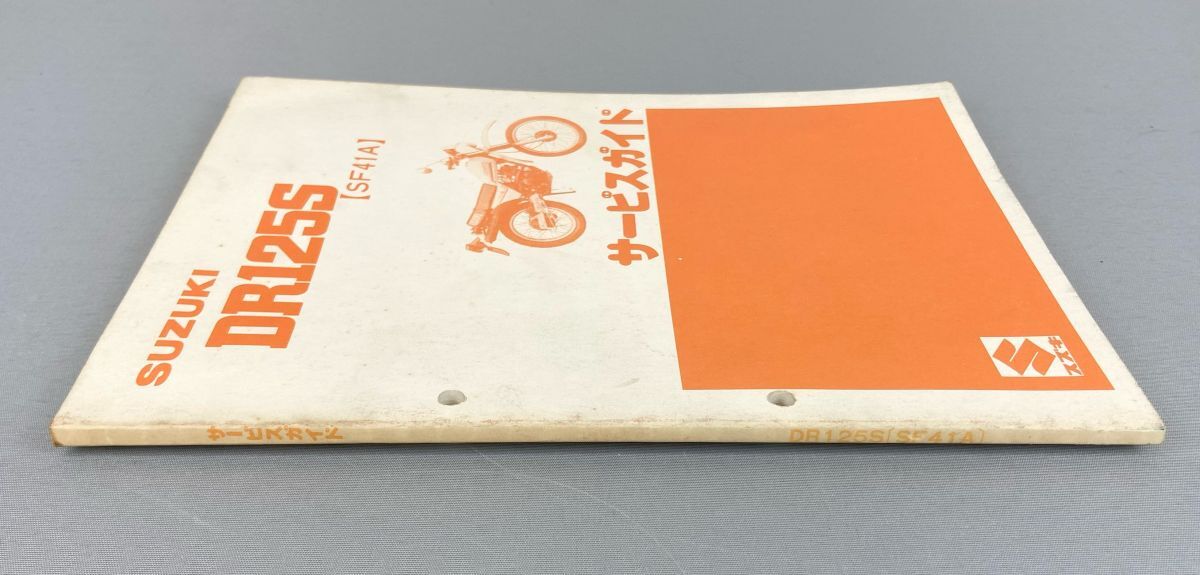 SUZUKI
DR125S
【SF41A】
サービスガイド
スズキ
サービスガイド
DR125S〔SF41A〕